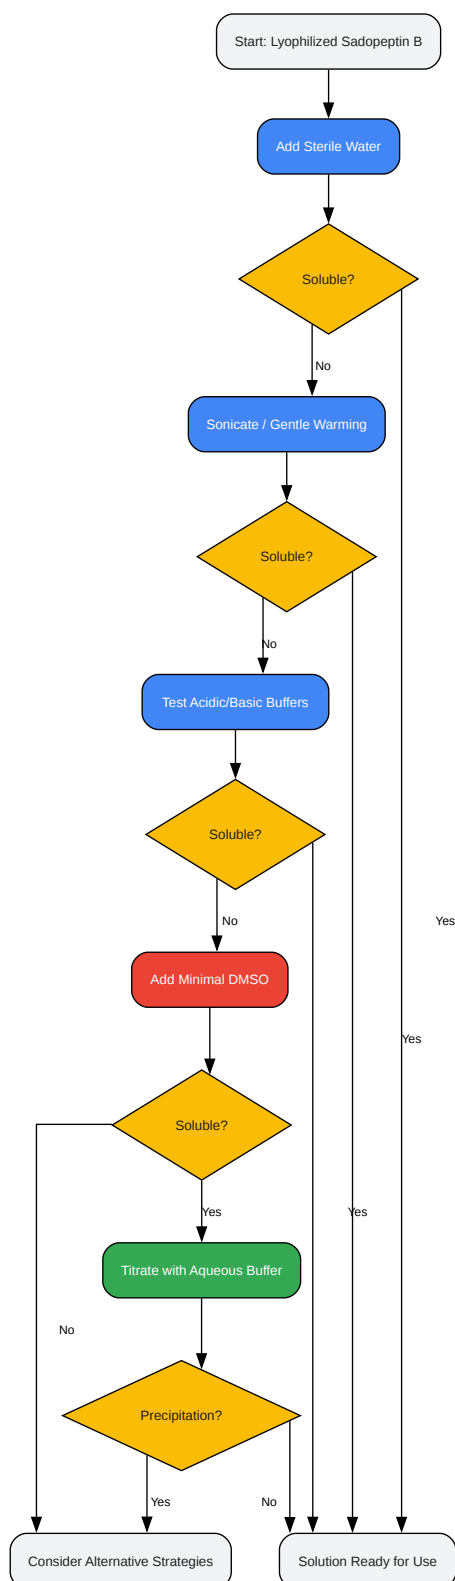 Start: Lyophilized Sadopeptin B
Add Sterile Water
Soluble?
No
Sonicate / Gentle Warming
Soluble?
No
Test Acidic/Basic Buffers
Soluble?
No
Yes
Add Minimal DMSO
Yes
Soluble?
Yes
Yes
Titrate with Aqueous Buffer
No
Precipitation?
Yes
No
Consider Alternative Strategies
Solution Ready for Use